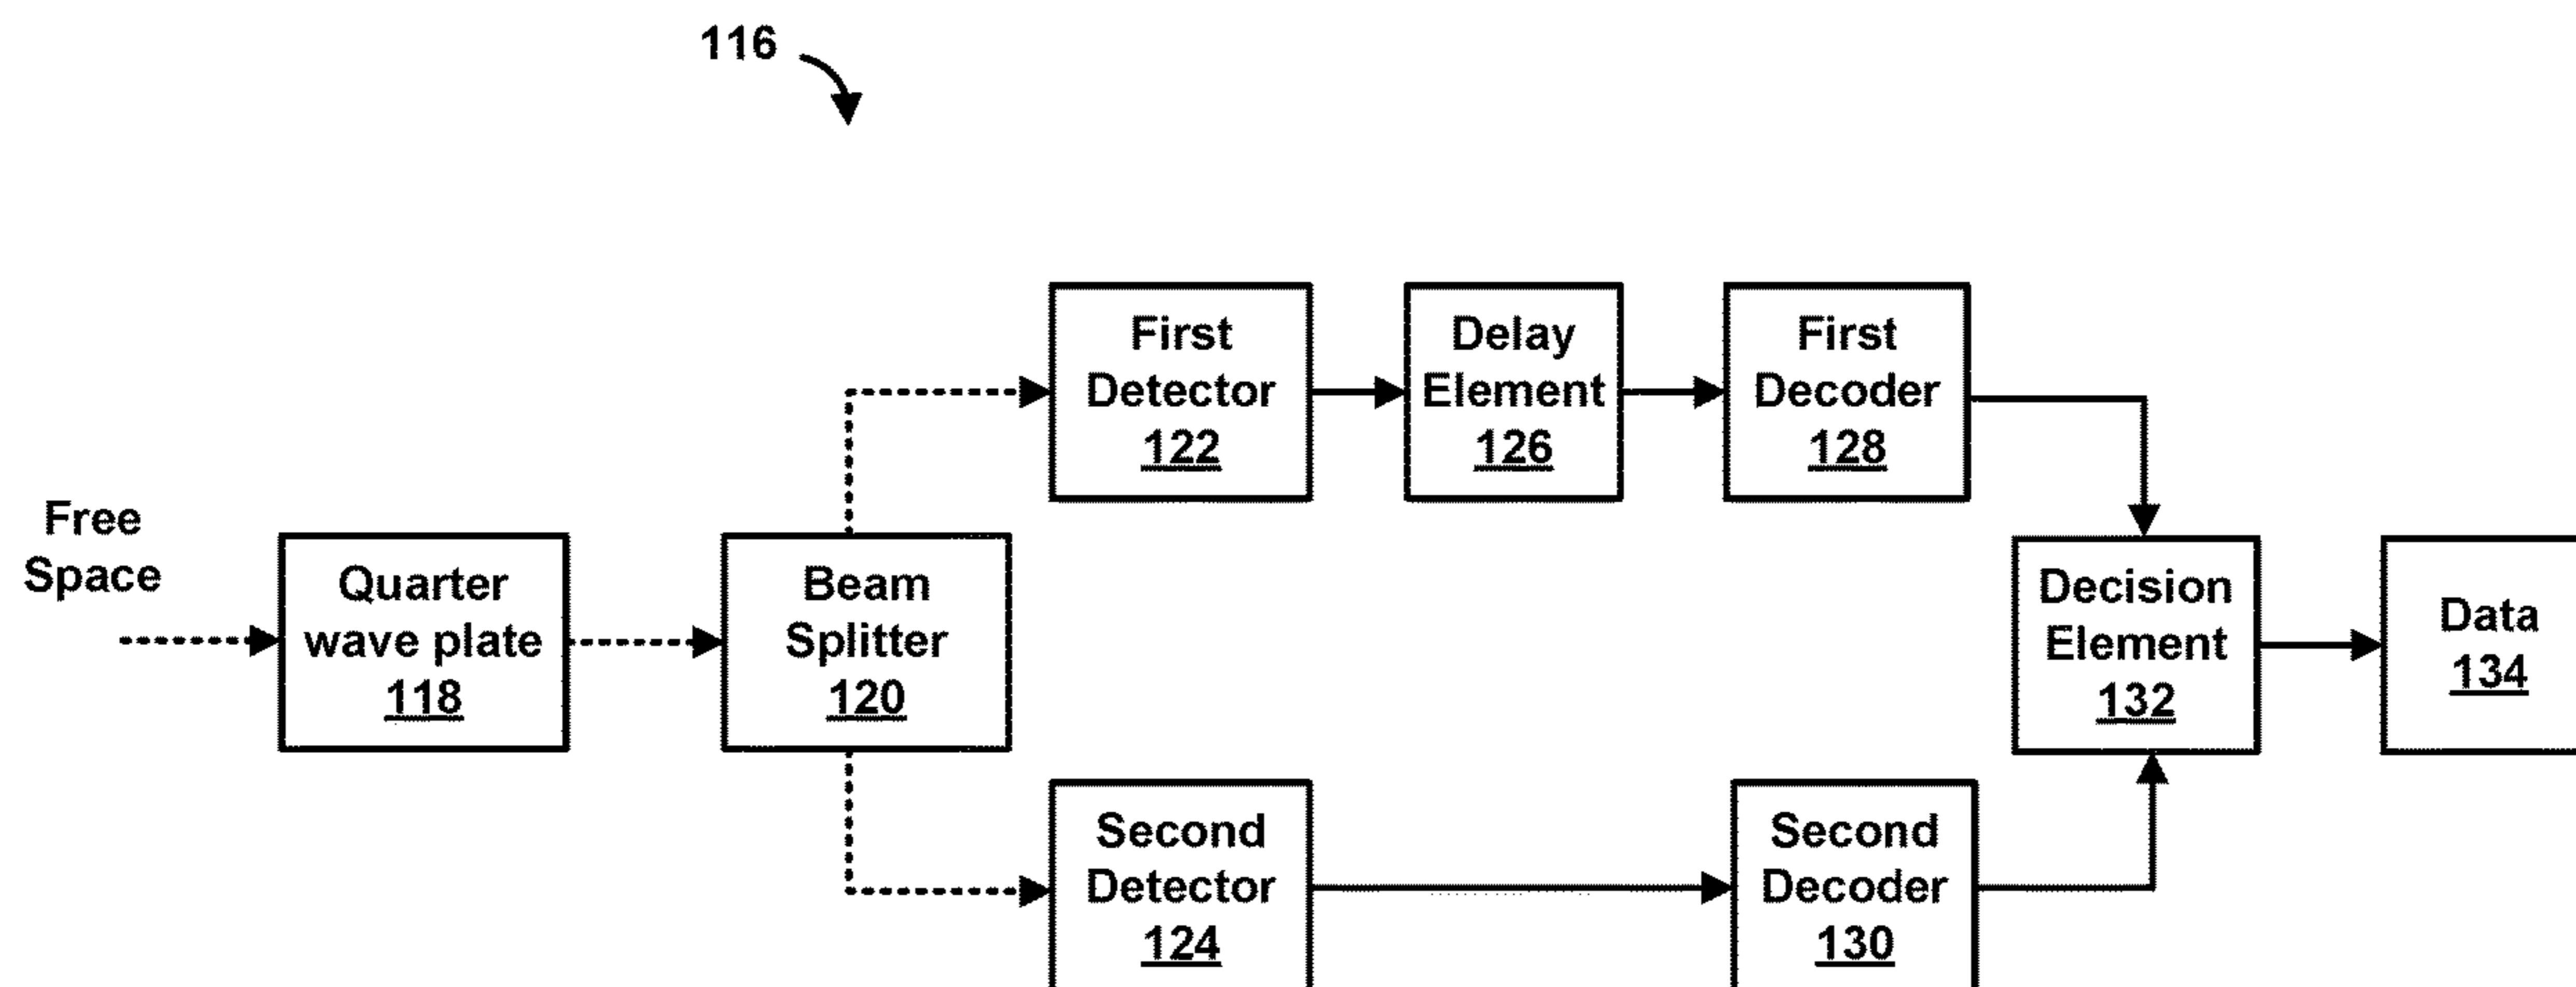 116
Free
Space
Quarter
wave plate
118
Beam
Splitter
120
First
Detector
122
Delay
Element
126
First
Decoder
128
Second
Detector
124
Second
Decoder
130
Decision
Element
132
Data
134